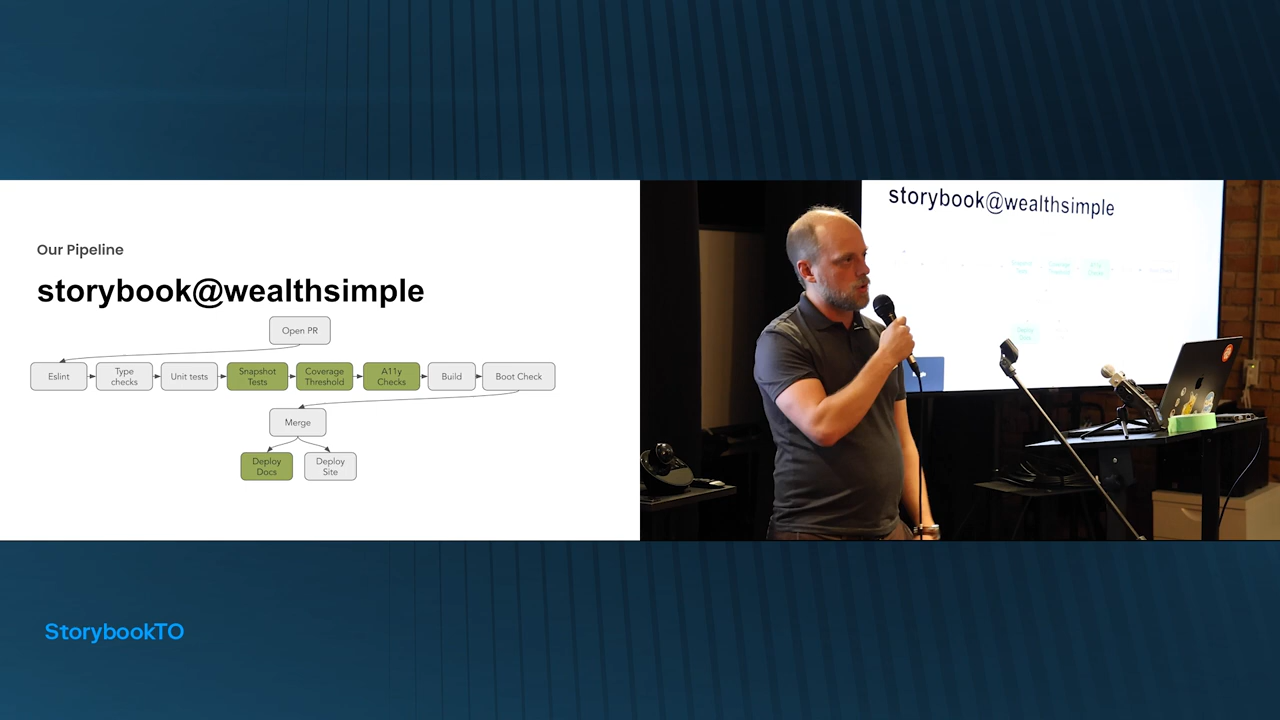 Our Pipeline
storybook@wealthsimple
Open PR
Eslint
Type
checks
Unit tests
Snapshot
Tests
Coverage
Threshold
A11y
Checks
Build
Boot Check
Merge
Deploy
Docs
Deploy
Site
storybook@wealthsimple
StorybookTO